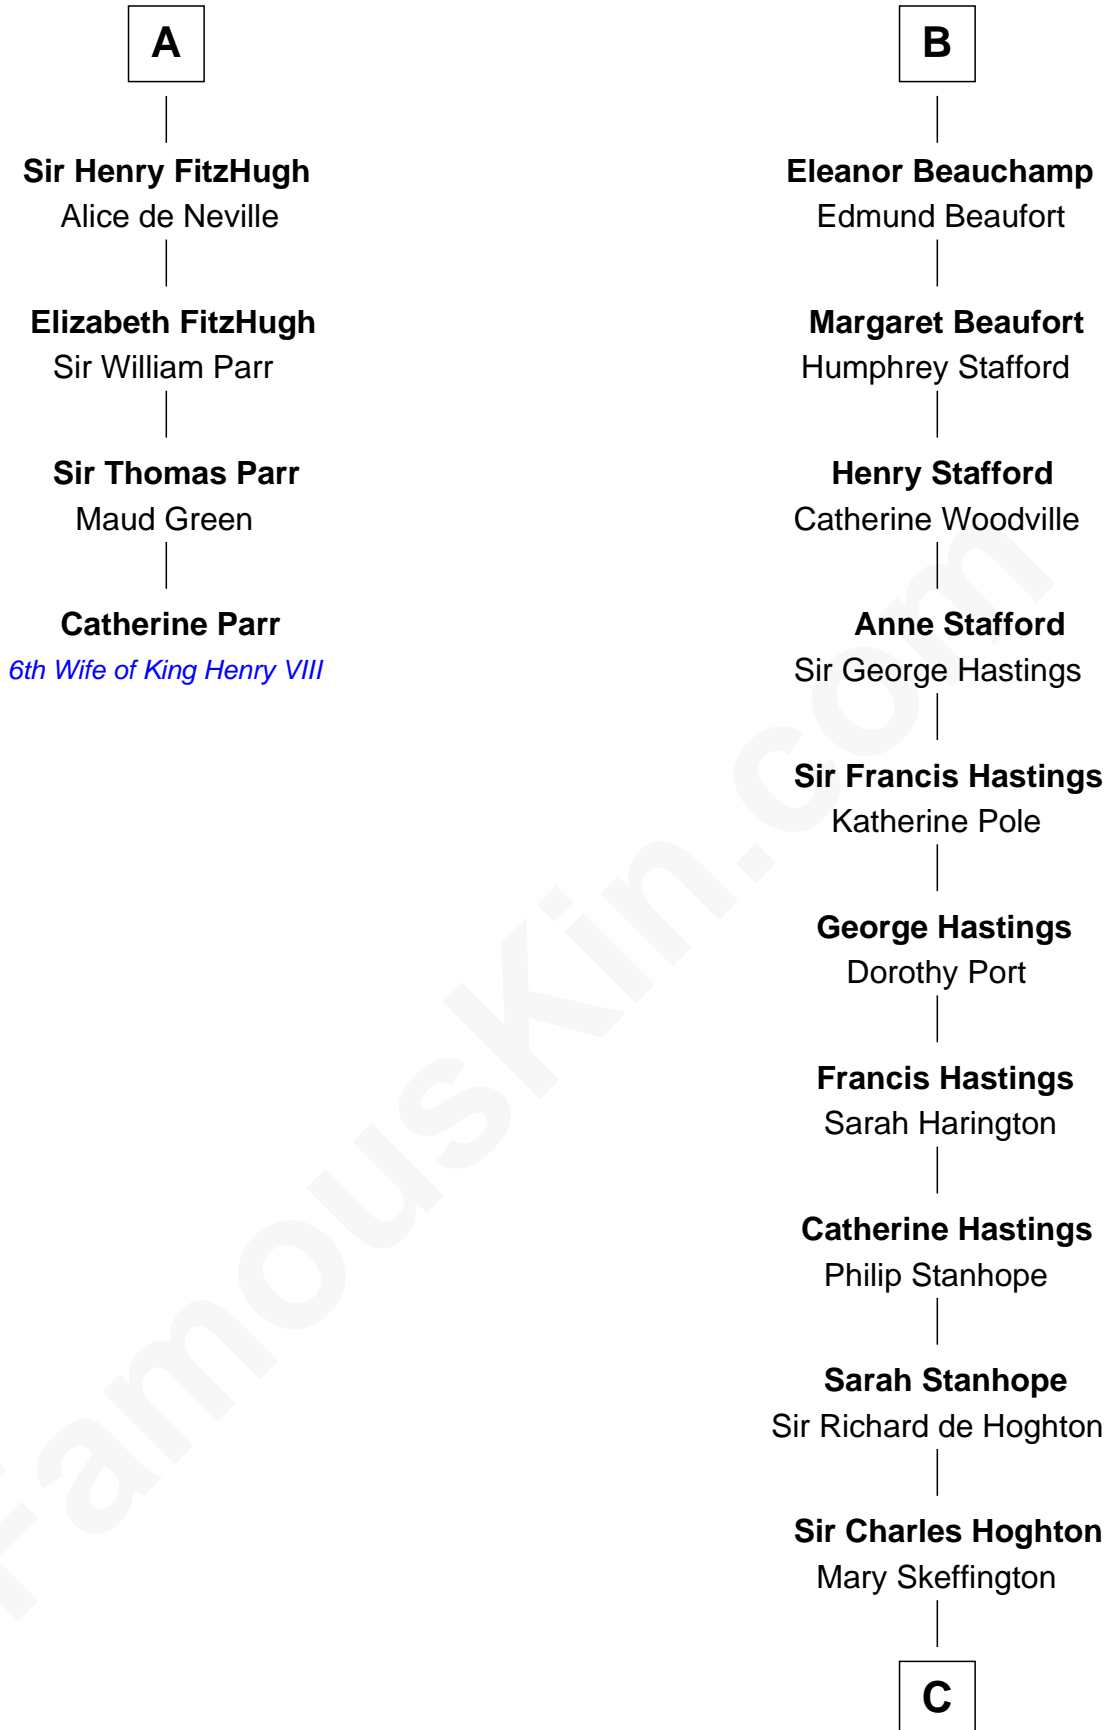 A
Sir Henry FitzHugh
Alice de Neville
Elizabeth FitzHugh
Sir William Parr
Sir Thomas Parr
Maud Green
Catherine Parr
6th Wife of King Henry VIII
B
Eleanor Beauchamp
Edmund Beaufort
Margaret Beaufort
Humphrey Stafford
Henry Stafford
Catherine Woodville
Anne Stafford
Sir George Hastings
Sir Francis Hastings
Katherine Pole
George Hastings
Dorothy Port
Francis Hastings
Sarah Harington
Catherine Hastings
Philip Stanhope
Sarah Stanhope
Sir Richard de Hoghton
Sir Charles Hoghton
Mary Skeffington
C
FamousKin.com